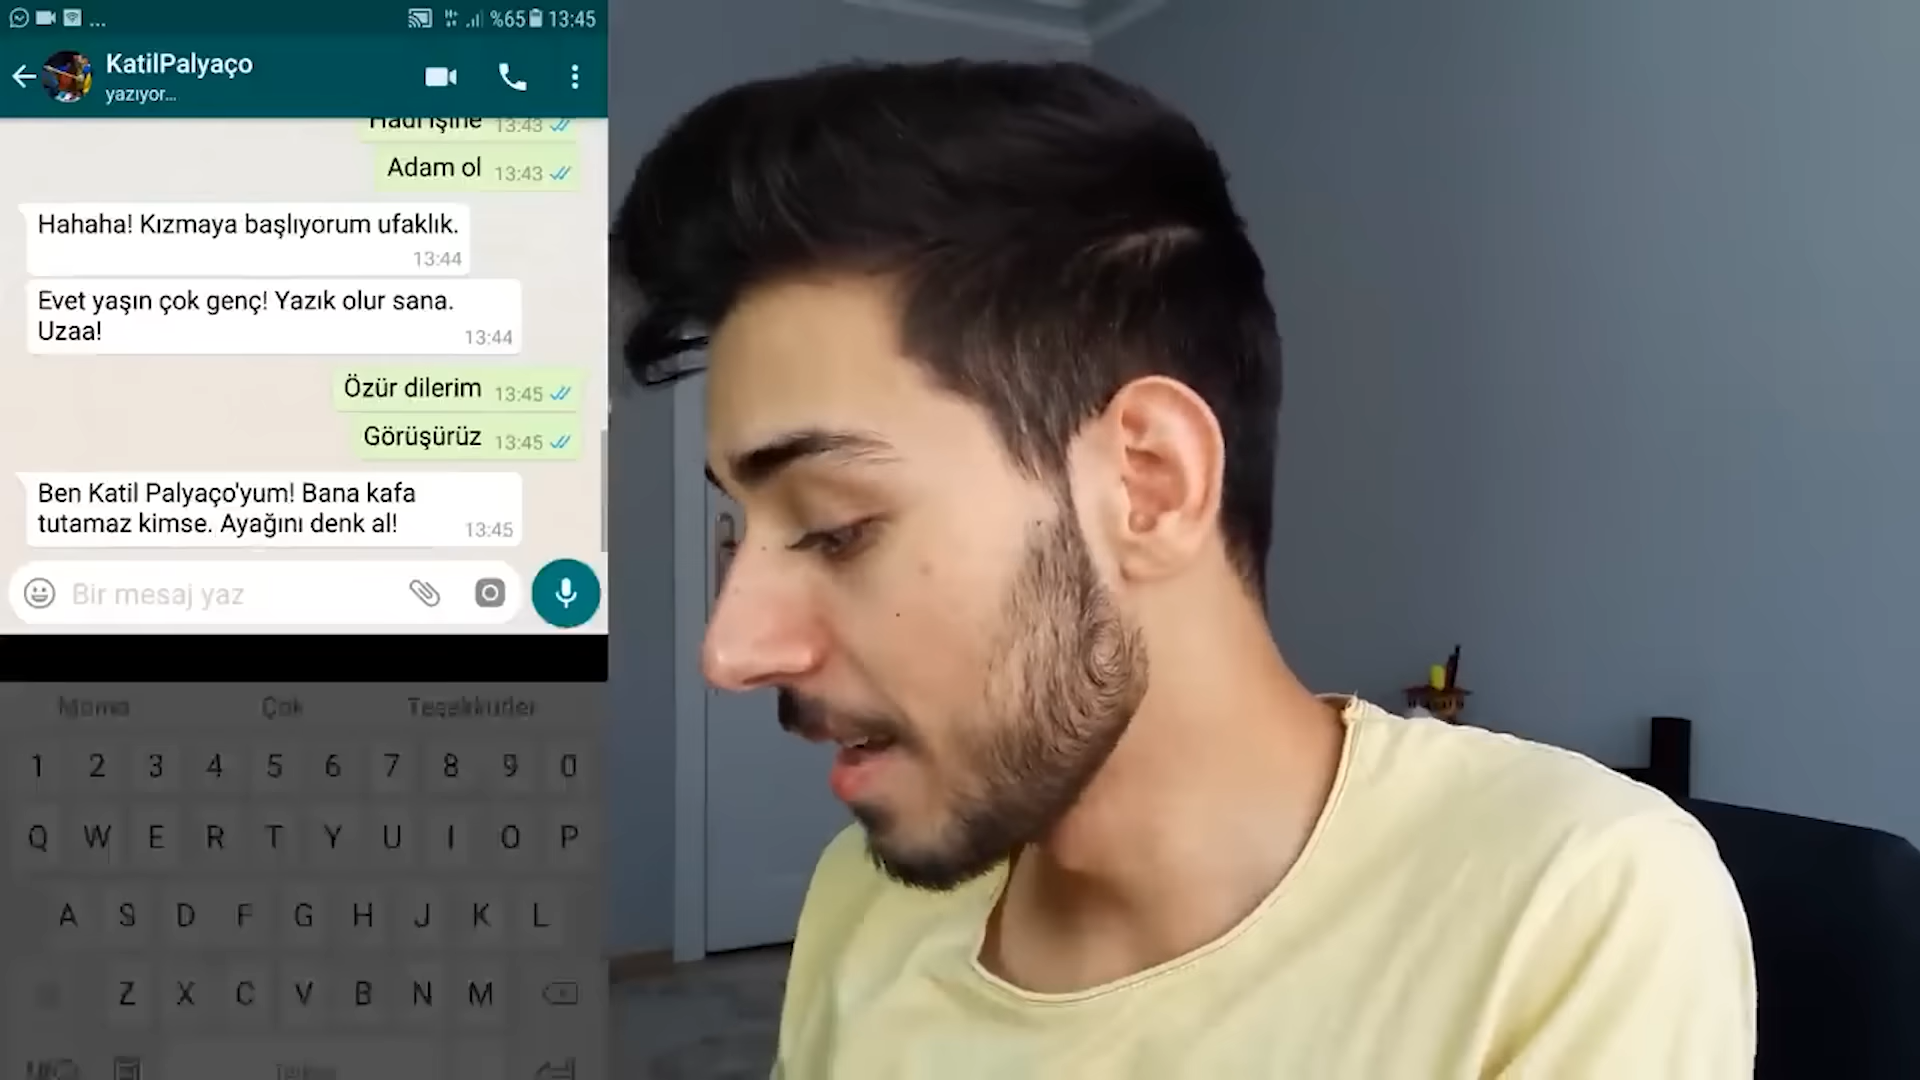 ... %65 13:45
KatilPalyaço
yazıyor...
Hadi işine 13:43
Adam ol 13:43
Hahaha! Kızmaya başlıyorum ufaklık.
13:44
Evet yaşın çok genç! Yazık olur sana.
Uzaa! 13:44
Özür dilerim 13:45
Görüşürüz 13:45
Ben Katil Palyaço'yum! Bana kafa
tutamaz kimse. Ayağını denk al! 13:45
Bir mesaj yaz
Çok Teşekkürler
1 2 3 4 5 6 7 8 9 0
Q W E R T Y U I O P
A S D F G H J K L
Z X C V B N M